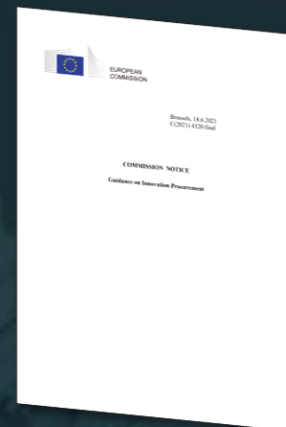 EUROPEAN
COMMISSION
Brussels, 18.6.2021
C(2021) 4320 final
COMMISSION NOTICE
Guidance on Innovation Procurement